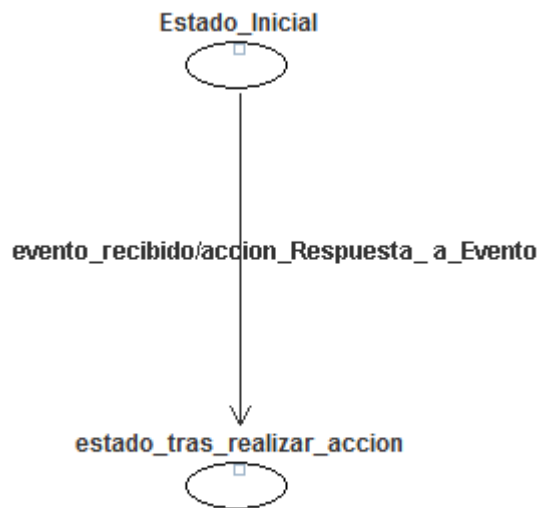 Estado_Inicial
evento_recibido/accion_Respuesta_ a_Evento
estado_tras_realizar_accion